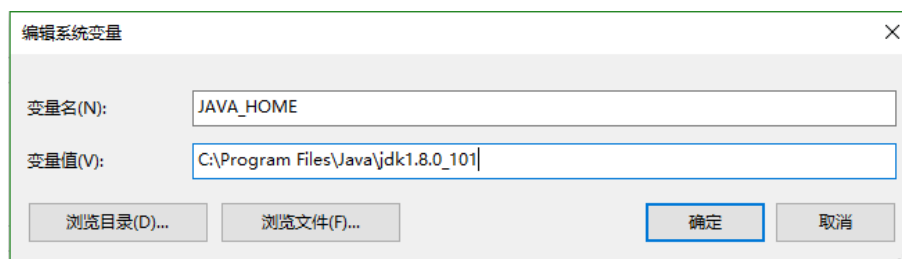 编辑系统变量
变量名(N): JAVA_HOME
变量值(V): C:\Program Files\Java\jdk1.8.0_101
浏览目录(D)... 浏览文件(F)... 确定 取消